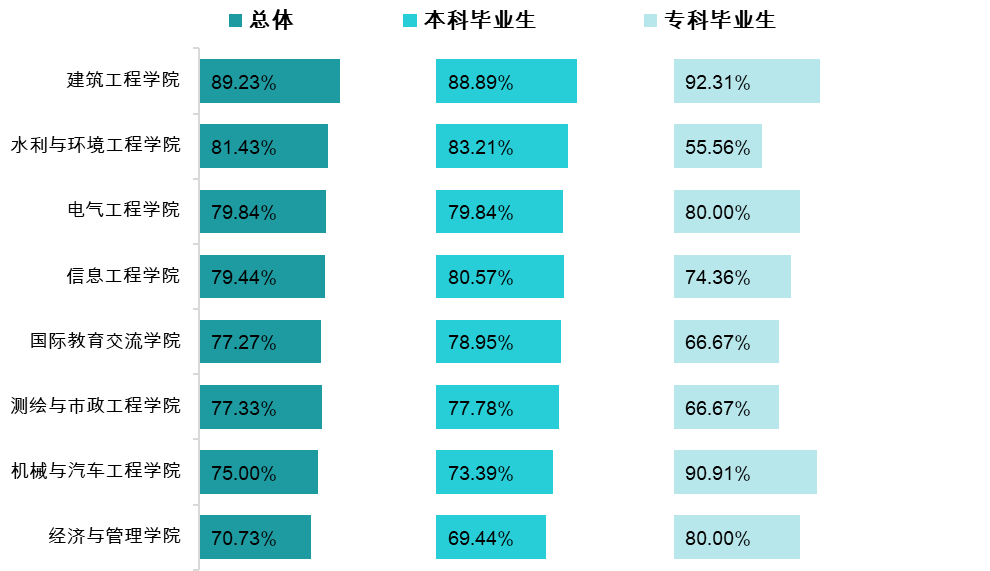 总体 本科毕业生 专科毕业生
建筑工程学院 89.23% 88.89% 92.31%
水利与环境工程学院 81.43% 83.21% 55.56%
电气工程学院 79.84% 79.84% 80.00%
信息工程学院 79.44% 80.57% 74.36%
国际教育交流学院 77.27% 78.95% 66.67%
测绘与市政工程学院 77.33% 77.78% 66.67%
机械与汽车工程学院 75.00% 73.39% 90.91%
经济与管理学院 70.73% 69.44% 80.00%